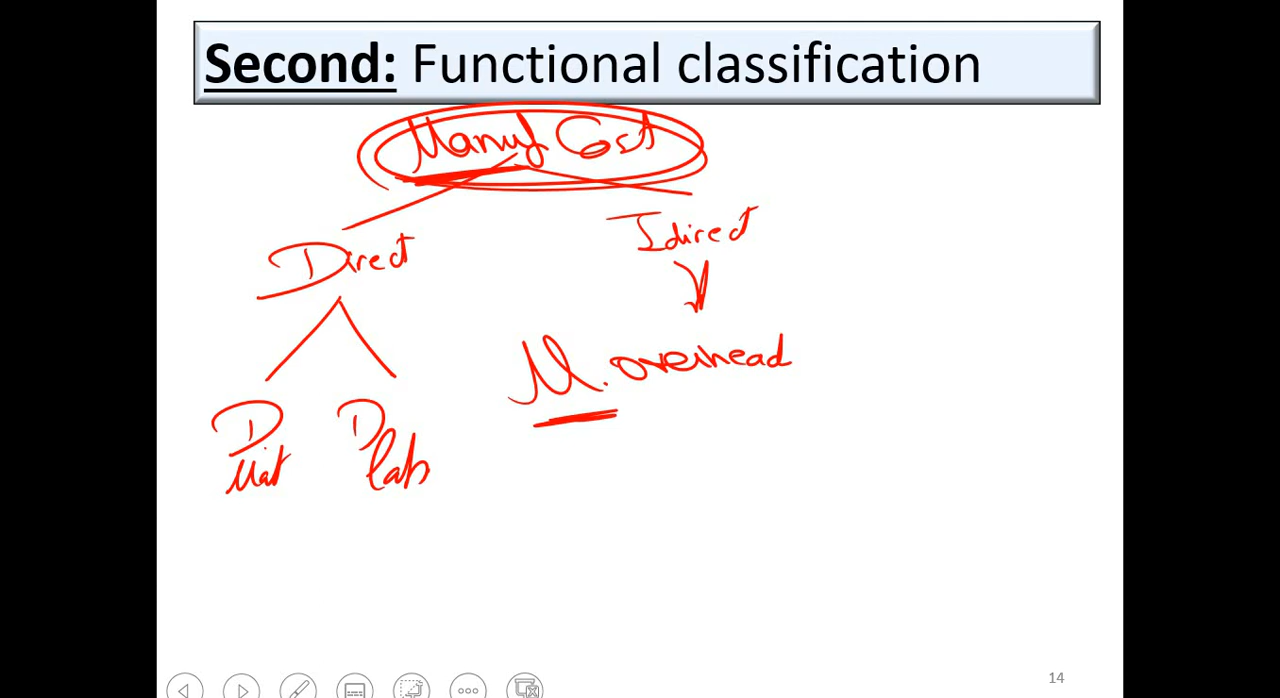 Second: Functional classification
Manuf Cost
Direct
Idirect
M. overhead
D D
Mat lab
14